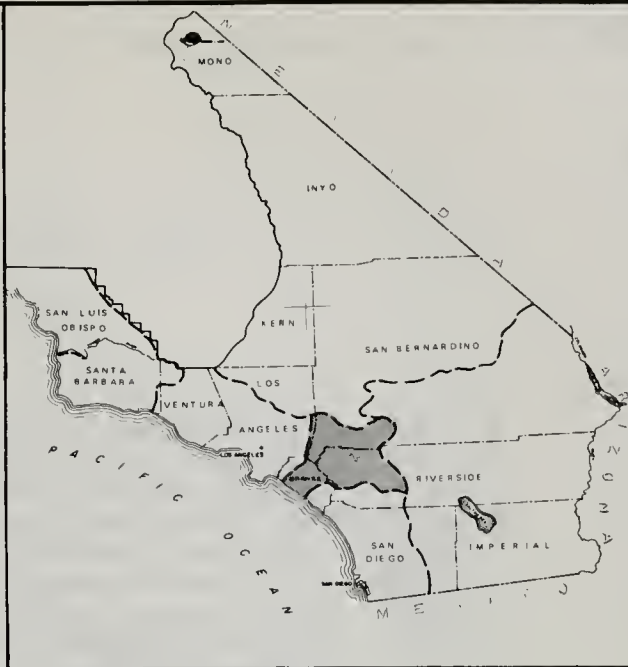 MONO
INYO
SAN LUIS
OBISPO
KERN
SAN BERNARDINO
SANTA
BARBARA
LOS
VENTURA
ANGELES
LOS ANGELES
RIVERSIDE
SAN
DIEGO
IMPERIAL
SAN DIEGO
PACIFIC OCEAN